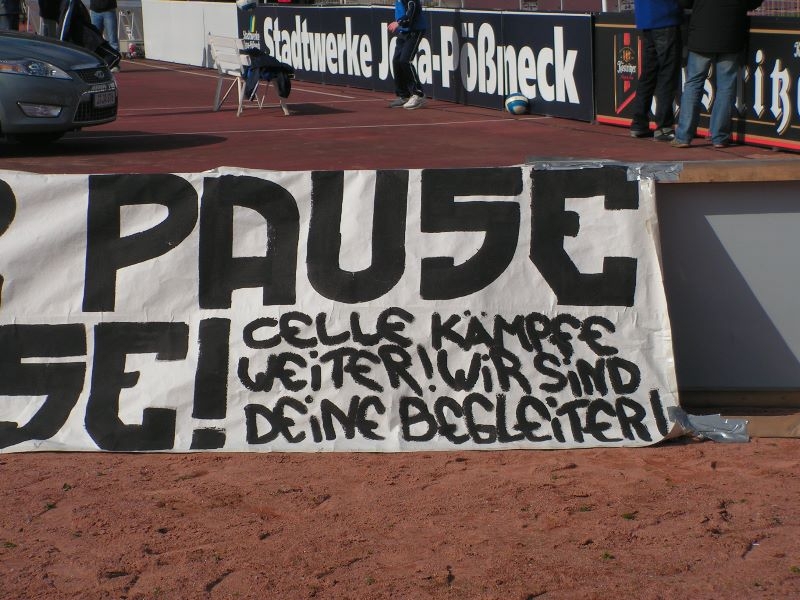 Stadtwerke Jena-Pößneck
PAUSE
SE!
CELLE KÄMPFE
WEITER! WIR SIND
DEINE BEGLEITER!